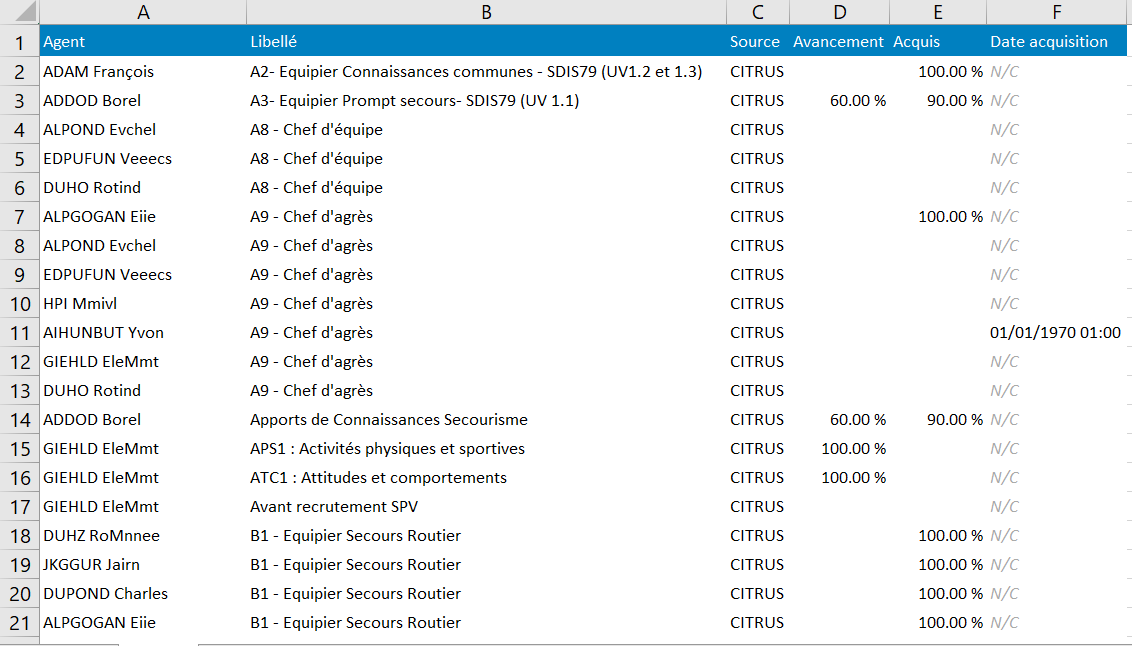 A B C D E F
1 Agent Libellé Source Avancement Acquis Date acquisition
2 ADAM François A2- Equipier Connaissances communes - SDIS79 (UV1.2 et 1.3) CITRUS 100.00 % N/C
3 ADDOD Borel A3- Equipier Prompt secours- SDIS79 (UV 1.1) CITRUS 60.00 % 90.00 % N/C
4 ALPOND Evchel A8 - Chef d'équipe CITRUS N/C
5 EDPUFUN Veeecs A8 - Chef d'équipe CITRUS N/C
6 DUHO Rotind A8 - Chef d'équipe CITRUS N/C
7 ALPGOGAN Eiie A9 - Chef d'agrès CITRUS 100.00 % N/C
8 ALPOND Evchel A9 - Chef d'agrès CITRUS N/C
9 EDPUFUN Veeecs A9 - Chef d'agrès CITRUS N/C
10 HPI Mmivl A9 - Chef d'agrès CITRUS N/C
11 AIHUNBUT Yvon A9 - Chef d'agrès CITRUS 01/01/1970 01:00
12 GIEHLD EleMmt A9 - Chef d'agrès CITRUS N/C
13 DUHO Rotind A9 - Chef d'agrès CITRUS N/C
14 ADDOD Borel Apports de Connaissances Secourisme CITRUS 60.00 % 90.00 % N/C
15 GIEHLD EleMmt APS1 : Activités physiques et sportives CITRUS 100.00 % N/C
16 GIEHLD EleMmt ATC1 : Attitudes et comportements CITRUS 100.00 % N/C
17 GIEHLD EleMmt Avant recrutement SPV CITRUS N/C
18 DUHZ RoMnnee B1 - Equipier Secours Routier CITRUS 100.00 % N/C
19 JKGGUR Jairn B1 - Equipier Secours Routier CITRUS 100.00 % N/C
20 DUPOND Charles B1 - Equipier Secours Routier CITRUS 100.00 % N/C
21 ALPGOGAN Eiie B1 - Equipier Secours Routier CITRUS 100.00 % N/C